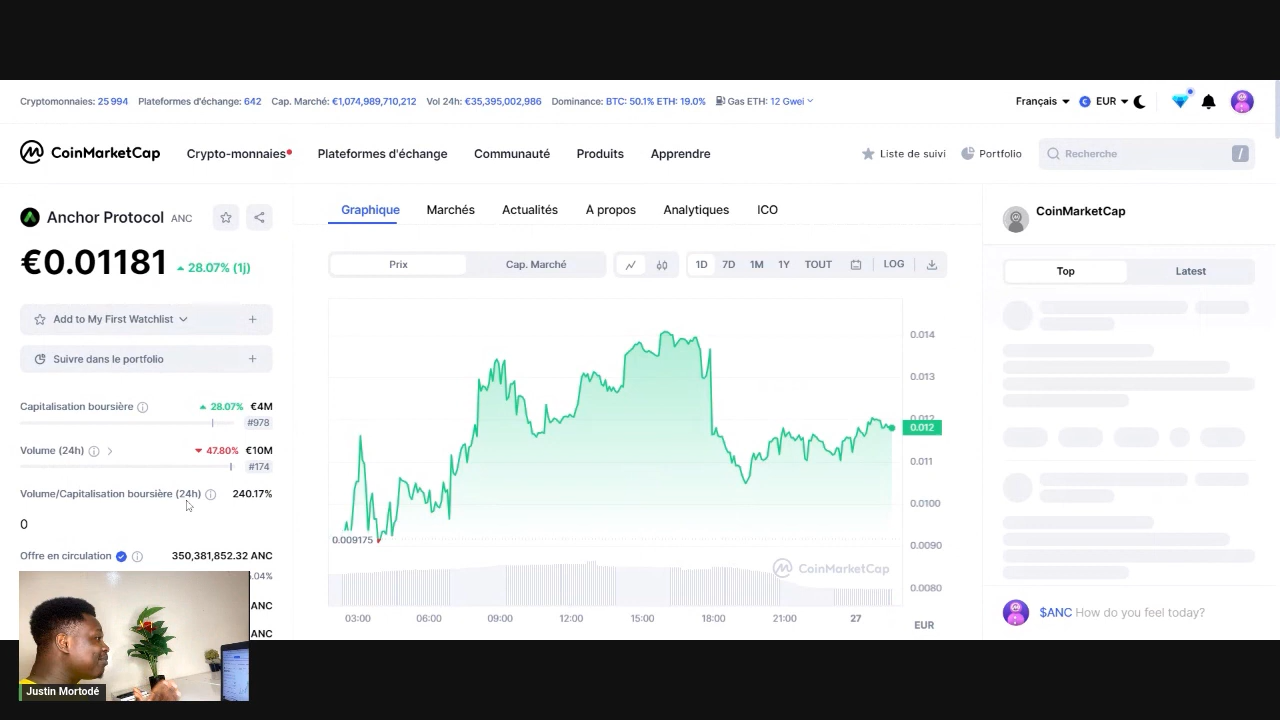 Cryptomonnaies: 25 994 Plateformes d'échange: 642 Cap. Marché: €1,074,989,710,212 Vol 24h: €35,395,002,986 Dominance: BTC: 50.1% ETH: 19.0% Gas ETH: 12 Gwei Français EUR
CoinMarketCap Crypto-monnaies Plateformes d'échange Communauté Produits Apprendre Liste de suivi Portfolio Recherche /
Anchor Protocol ANC
€0.01181 28.07% (1j)
Add to My First Watchlist +
Suivre dans le portfolio +
Capitalisation boursière 28.07% €4M
#978
Volume (24h) 47.80% €10M
#174
Volume/Capitalisation boursière (24h) 240.17%
0
Offre en circulation 350,381,852.32 ANC
.04%
ANC
ANC
Justin Mortodé
Graphique Marchés Actualités A propos Analytiques ICO
Prix Cap. Marché 1D 7D 1M 1Y TOUT LOG
0.014
0.013
0.012
0.012
0.011
0.0100
0.009175
0.0090
CoinMarketCap
0.0080
03:00 06:00 09:00 12:00 15:00 18:00 21:00 27 EUR
CoinMarketCap
Top Latest
$ANC How do you feel today?